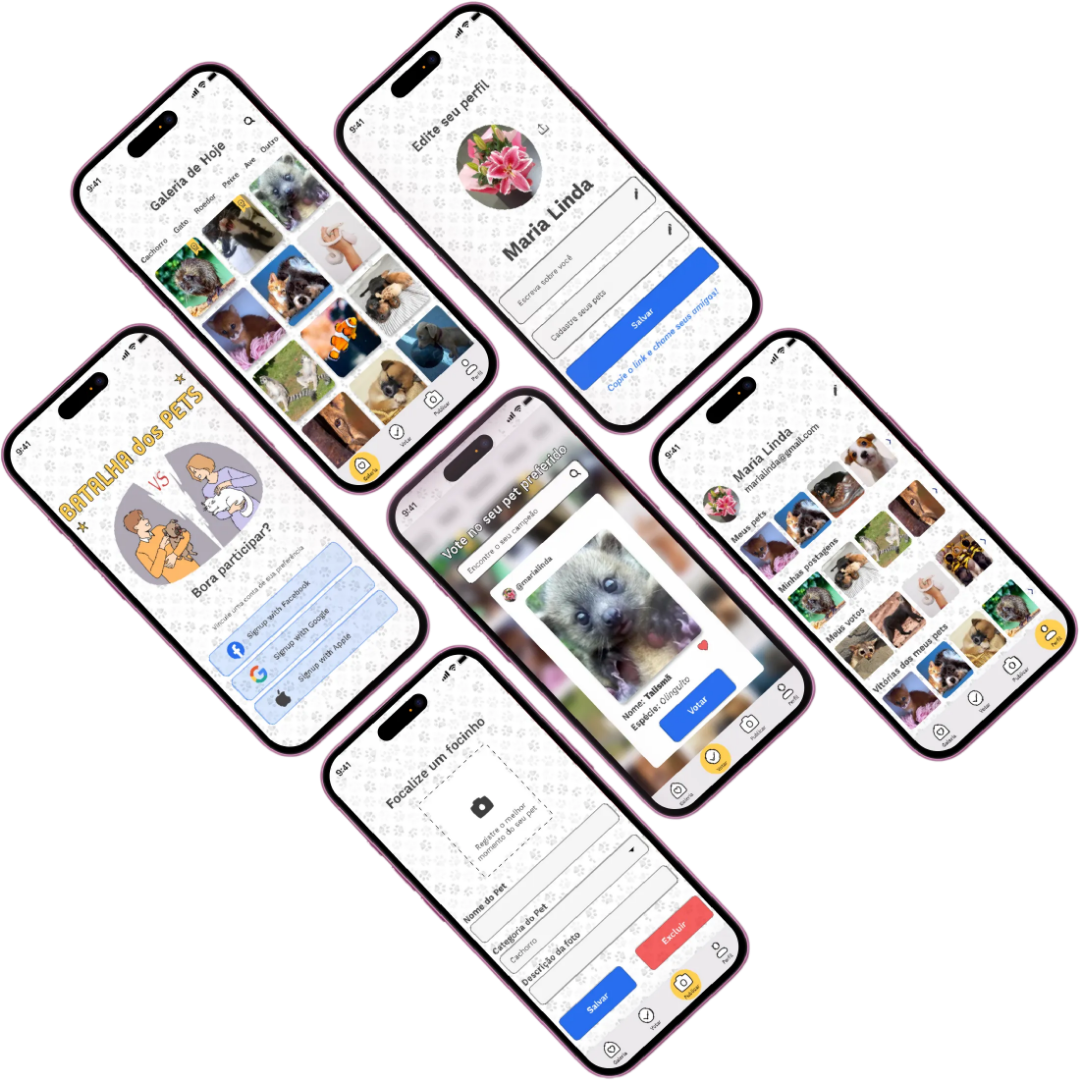 9:41
Galeria de Hoje
Cachorro Gato Roedor Peixe Ave Outro
Galeria
Votar
Publicar
Perfil
9:41
Edite seu perfil
Maria Linda
Escreva sobre você
Cadastre seus pets
Salvar
Copie o link e chame seus amigos!
9:41
BATALHA dos PETS
VS
Bora participar?
Vincule uma conta de sua preferência
Signup with Facebook
Signup with Google
Signup with Apple
9:41
Vote no seu pet preferido
Encontre o seu campeão
@marialinda
Nome: Talismã
Espécie: Olinguito
Votar
Galeria
Votar
Publicar
Perfil
9:41
Maria Linda
marialinda@gmail.com
Meus pets
Minhas postagens
Meus votos
Vitórias dos meus pets
Galeria
Votar
Publicar
Perfil
9:41
Focalize um focinho
Registre o melhor
momento do seu pet
Nome do Pet
Categoria do Pet
Cachorro
Descrição da foto
Salvar
Excluir
Galeria
Votar
Publicar
Perfil